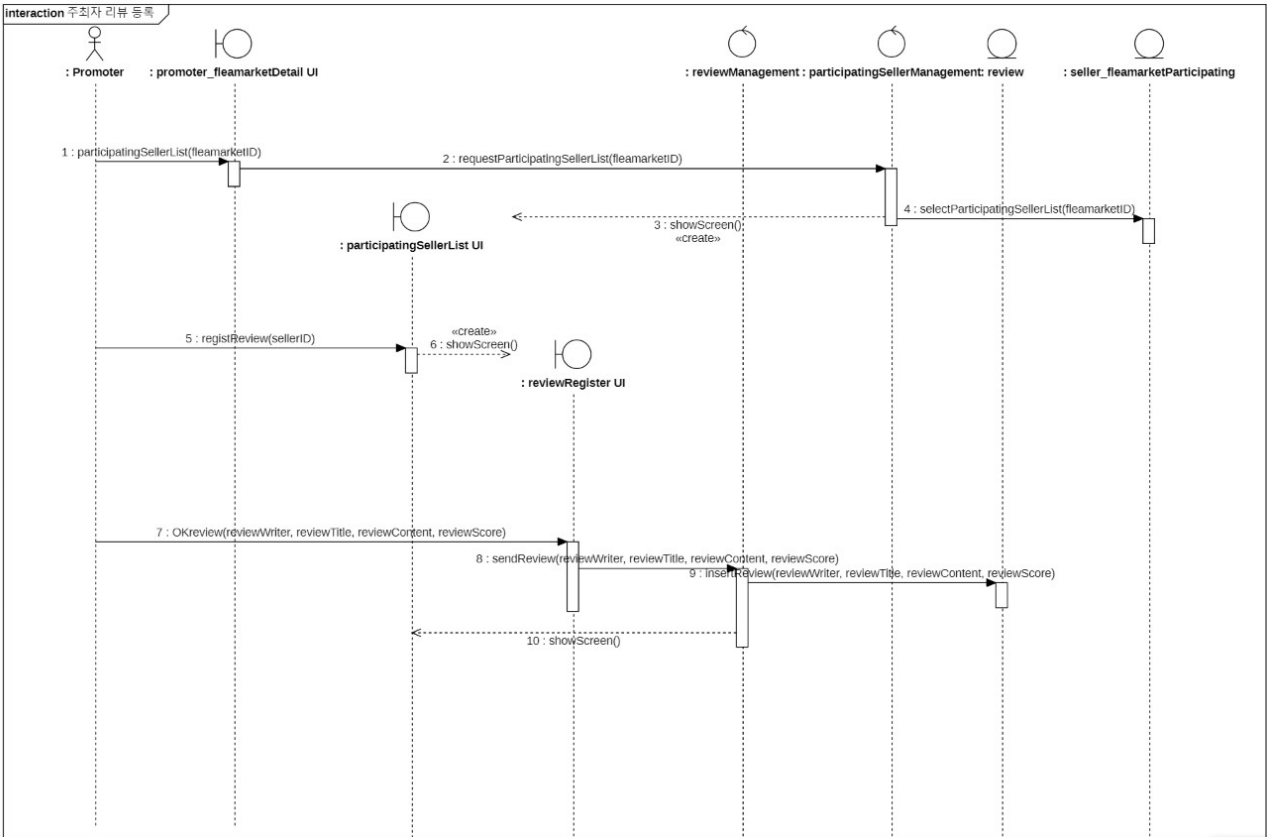 interaction 주최자 리뷰 등록
: Promoter
: promoter_fleamarketDetail UI
: reviewManagement
: participatingSellerManagement
: review
: seller_fleamarketParticipating
1 : participatingSellerList(fleamarketID)
2 : requestParticipatingSellerList(fleamarketID)
4 : selectParticipatingSellerList(fleamarketID)
3 : showScreen()
«create»
: participatingSellerList UI
5 : registReview(sellerID)
«create»
6 : showScreen()
: reviewRegister UI
7 : OKreview(reviewWriter, reviewTitle, reviewContent, reviewScore)
8 : sendReview(reviewWriter, reviewTitle, reviewContent, reviewScore)
9 : insertReview(reviewWriter, reviewTitle, reviewContent, reviewScore)
10 : showScreen()